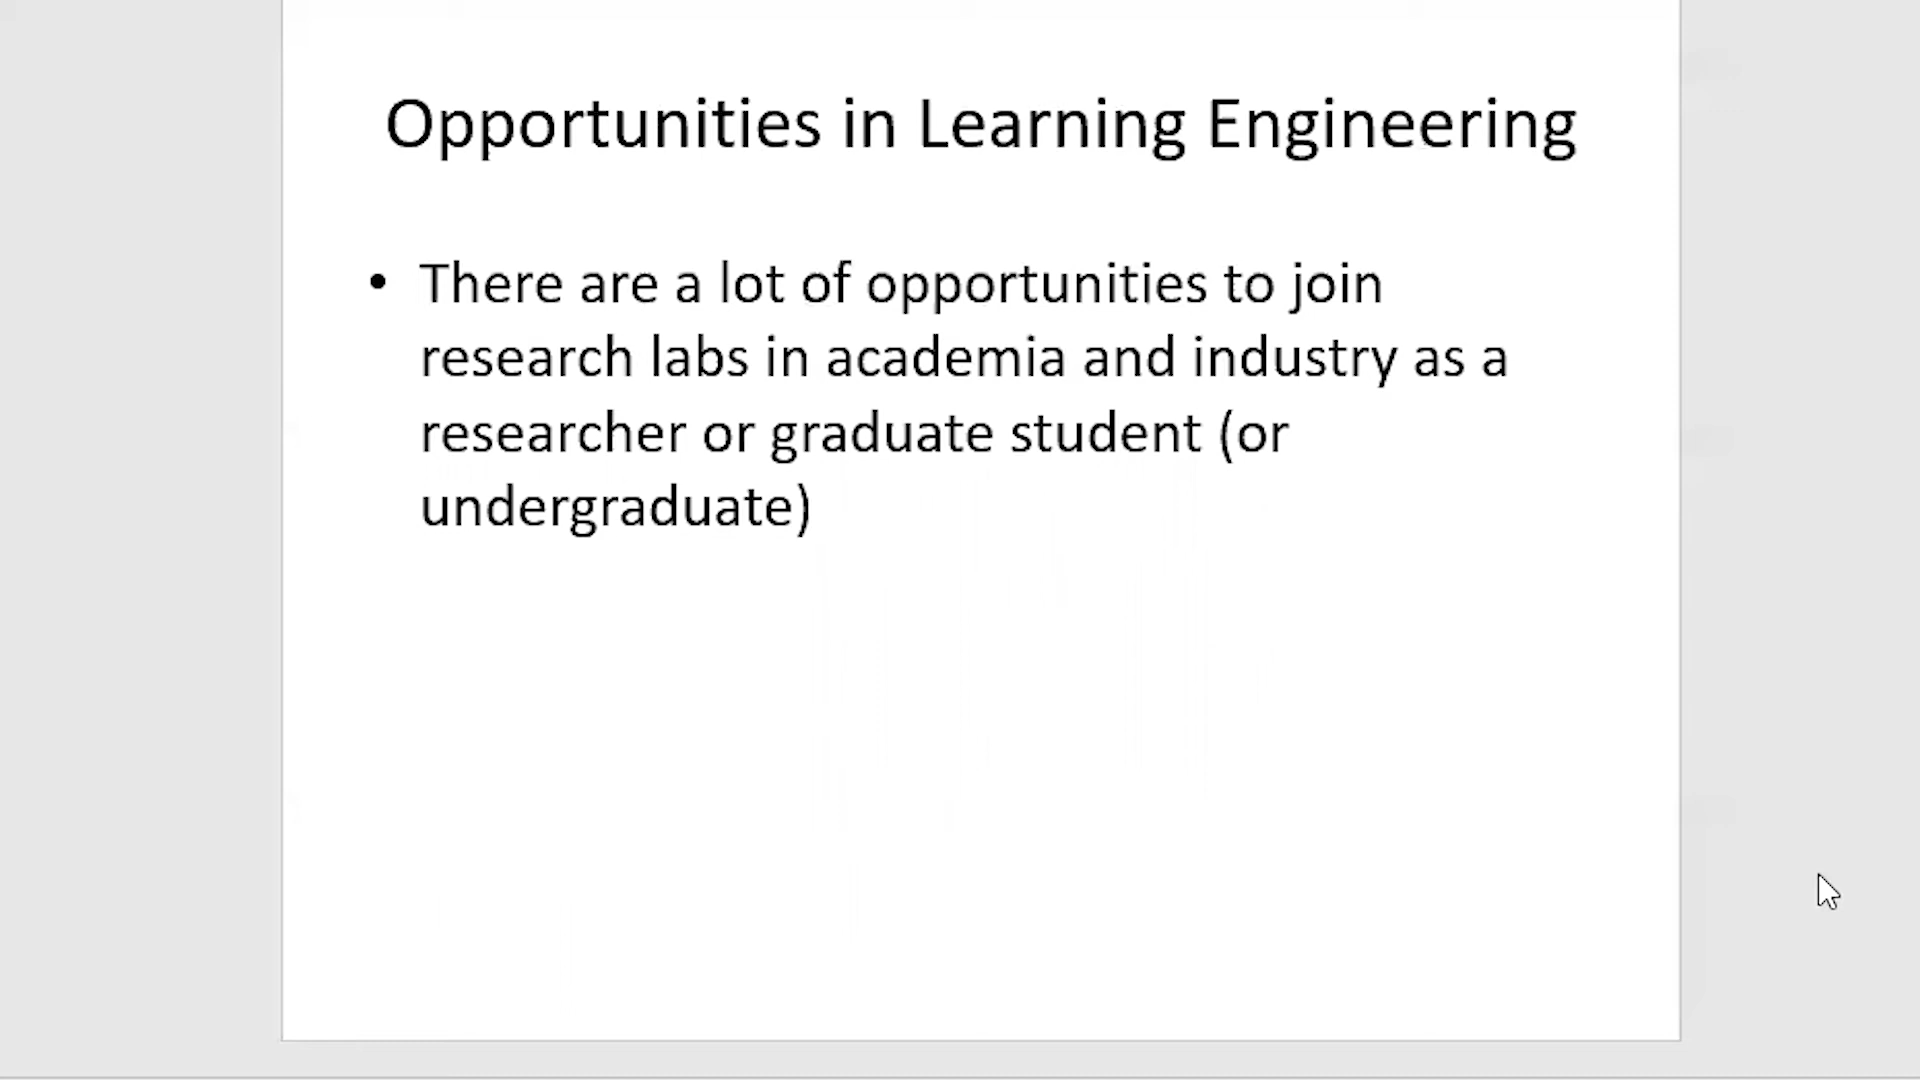 Opportunities in Learning Engineering
• There are a lot of opportunities to join
research labs in academia and industry as a
researcher or graduate student (or
undergraduate)